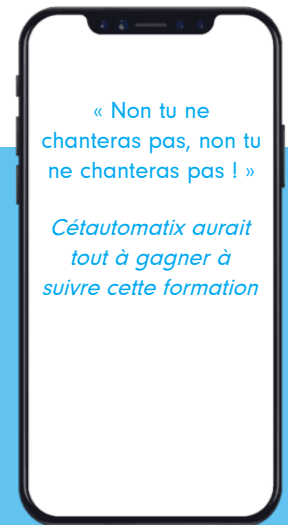 « Non tu ne
chanteras pas, non tu
ne chanteras pas ! »
Cétautomatix aurait
tout à gagner à
suivre cette formation